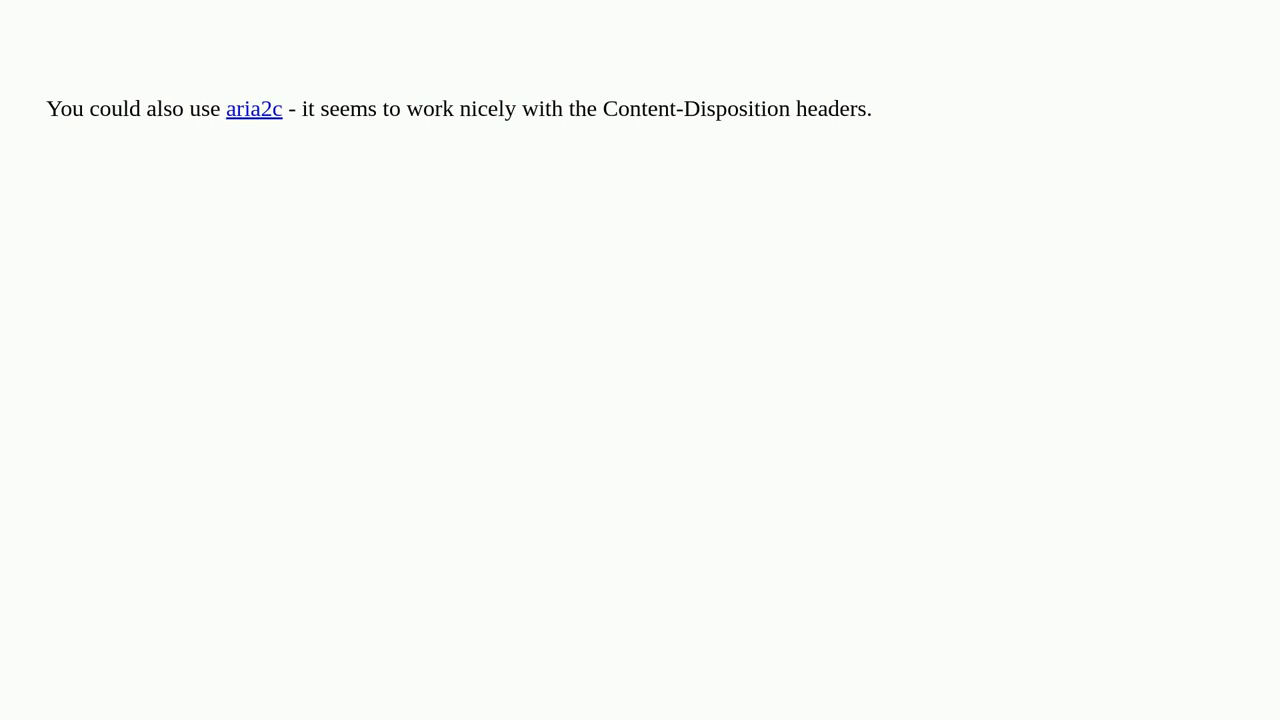 You could also use aria2c - it seems to work nicely with the Content-Disposition headers.